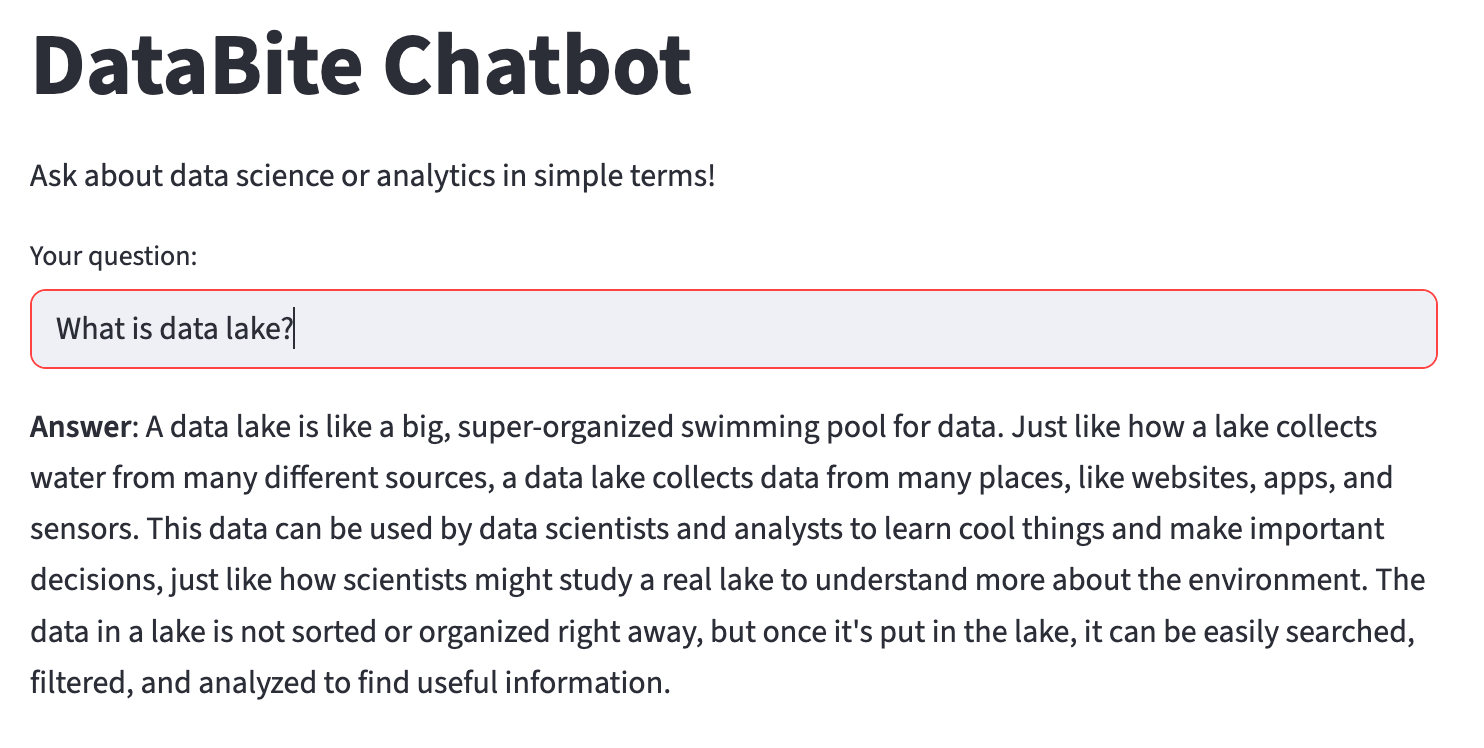 DataBite Chatbot
Ask about data science or analytics in simple terms!
Your question:
What is data lake?
Answer: A data lake is like a big, super-organized swimming pool for data. Just like how a lake collects
water from many different sources, a data lake collects data from many places, like websites, apps, and
sensors. This data can be used by data scientists and analysts to learn cool things and make important
decisions, just like how scientists might study a real lake to understand more about the environment. The
data in a lake is not sorted or organized right away, but once it's put in the lake, it can be easily searched,
filtered, and analyzed to find useful information.